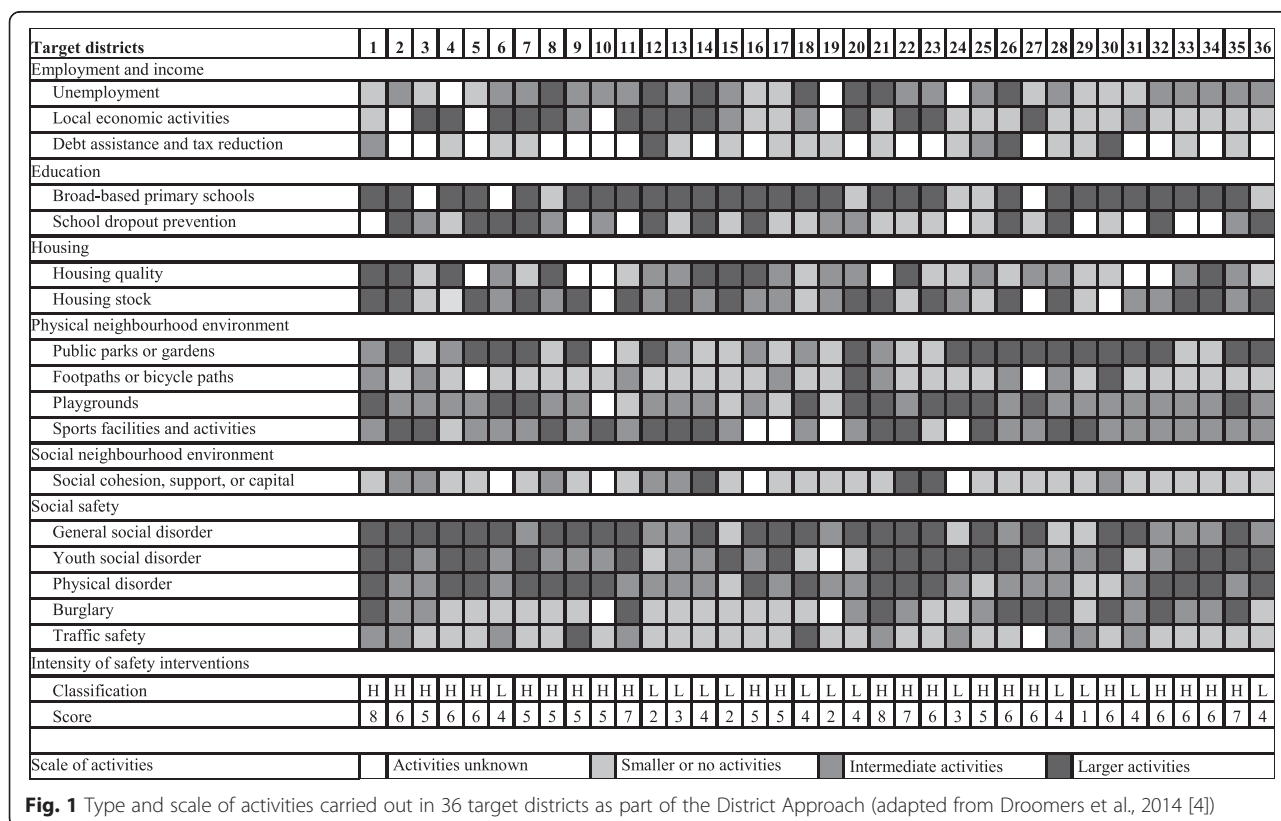 Target districts 1 2 3 4 5 6 7 8 9 10 11 12 13 14 15 16 17 18 19 20 21 22 23 24 25 26 27 28 29 30 31 32 33 34 35 36
Employment and income
Unemployment
Local economic activities
Debt assistance and tax reduction
Education
Broad-based primary schools
School dropout prevention
Housing
Housing quality
Housing stock
Physical neighbourhood environment
Public parks or gardens
Footpaths or bicycle paths
Playgrounds
Sports facilities and activities
Social neighbourhood environment
Social cohesion, support, or capital
Social safety
General social disorder
Youth social disorder
Physical disorder
Burglary
Traffic safety
Intensity of safety interventions
Classification H H H H H L H H H H H L L L L H H L L L H H H L H H H L L H L H H H H L
Score 8 6 5 6 6 4 5 5 5 5 7 2 3 4 2 5 5 4 2 4 8 7 6 3 5 6 6 4 1 6 4 6 6 6 7 4
Scale of activities Activities unknown Smaller or no activities Intermediate activities Larger activities
Fig. 1 Type and scale of activities carried out in 36 target districts as part of the District Approach (adapted from Droomers et al., 2014 [4])